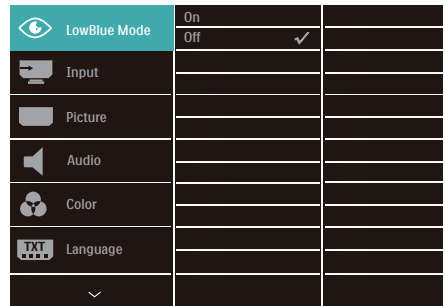 LowBlue Mode
On
Off
Input
Picture
Audio
Color
TXT
Language